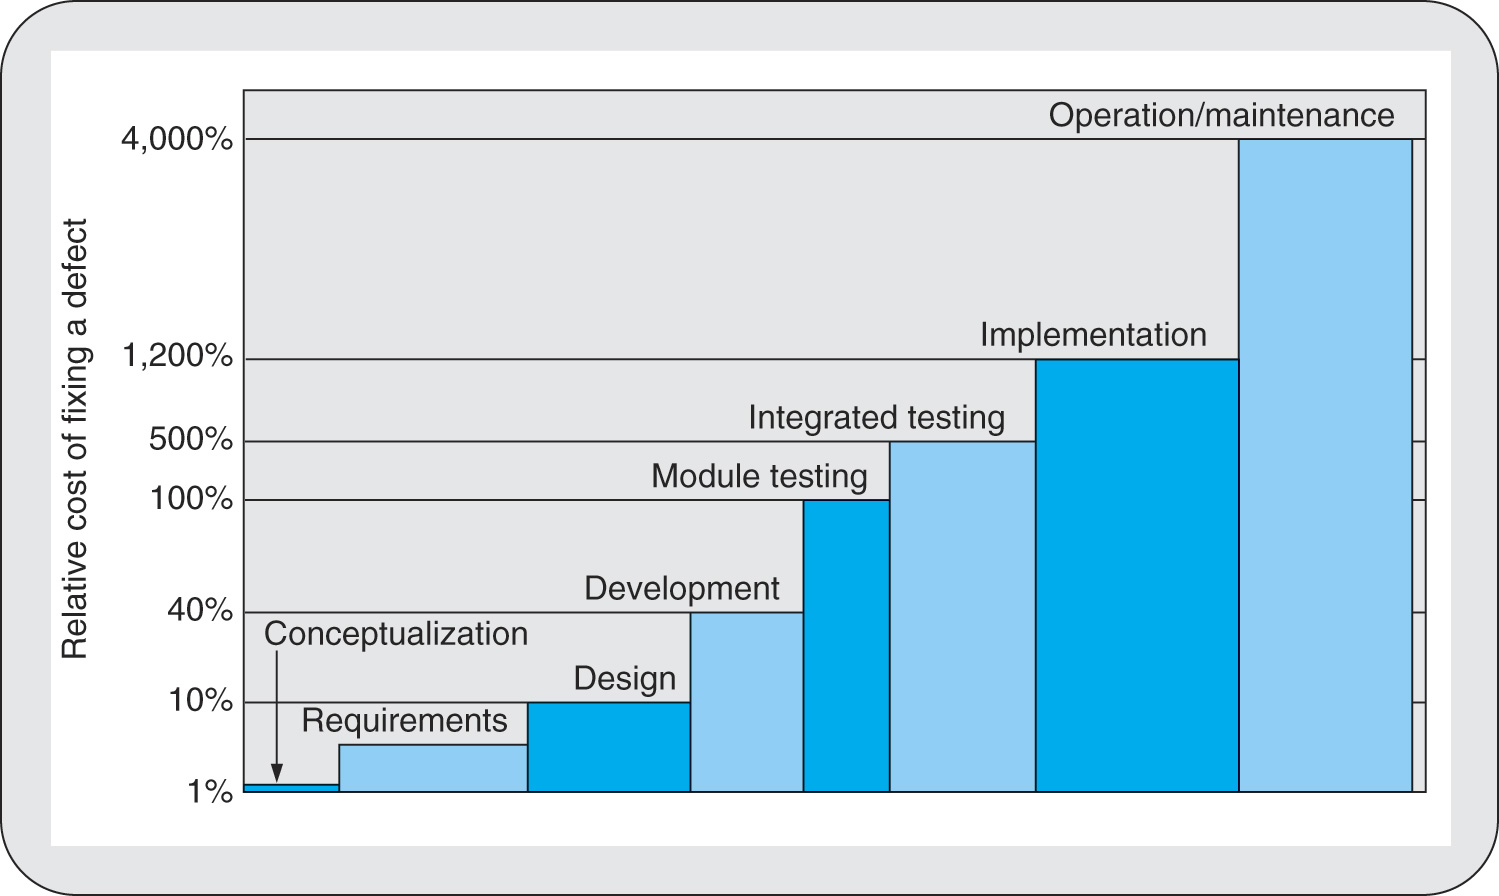 Relative cost of fixing a defect
4,000%
1,200%
500%
100%
40%
10%
1%
Operation/maintenance
Implementation
Integrated testing
Module testing
Development
Conceptualization
Design
Requirements